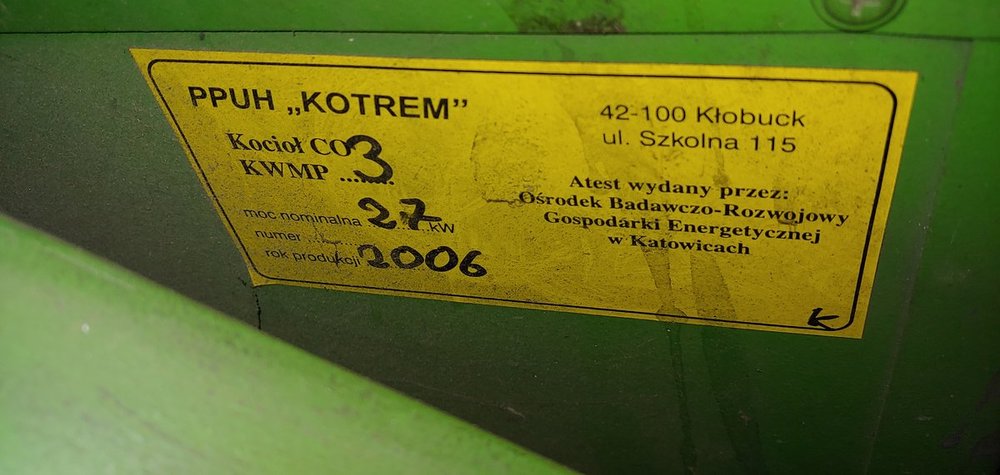 PPUH „KOTREM”
Kocioł CO
KWMP ........ 3
moc nominalna 27 kW
numer ...
rok produkcji 2006
42-100 Kłobuck
ul. Szkolna 115
Atest wydany przez:
Ośrodek Badawczo-Rozwojowy
Gospodarki Energetycznej
w Katowicach
K